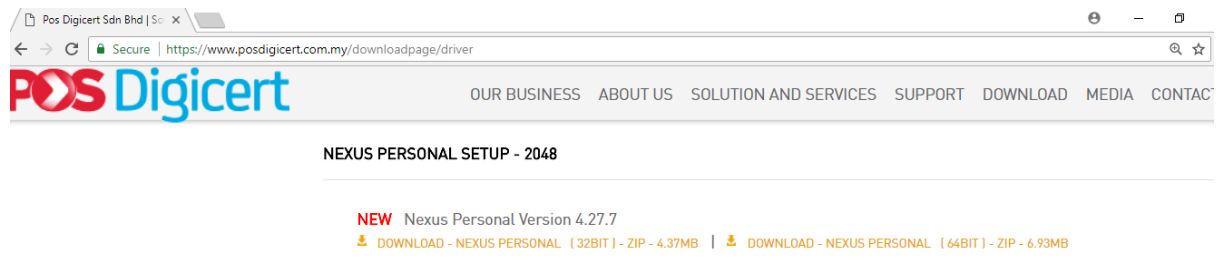 Pos Digicert Sdn Bhd | So
Secure | https://www.posdigicert.com.my/downloadpage/driver
POS Digicert
OUR BUSINESS ABOUT US SOLUTION AND SERVICES SUPPORT DOWNLOAD MEDIA CONTACT
NEXUS PERSONAL SETUP - 2048
NEW Nexus Personal Version 4.27.7
DOWNLOAD - NEXUS PERSONAL ( 32BIT ) - ZIP - 4.37MB | DOWNLOAD - NEXUS PERSONAL ( 64BIT ) - ZIP - 6.93MB